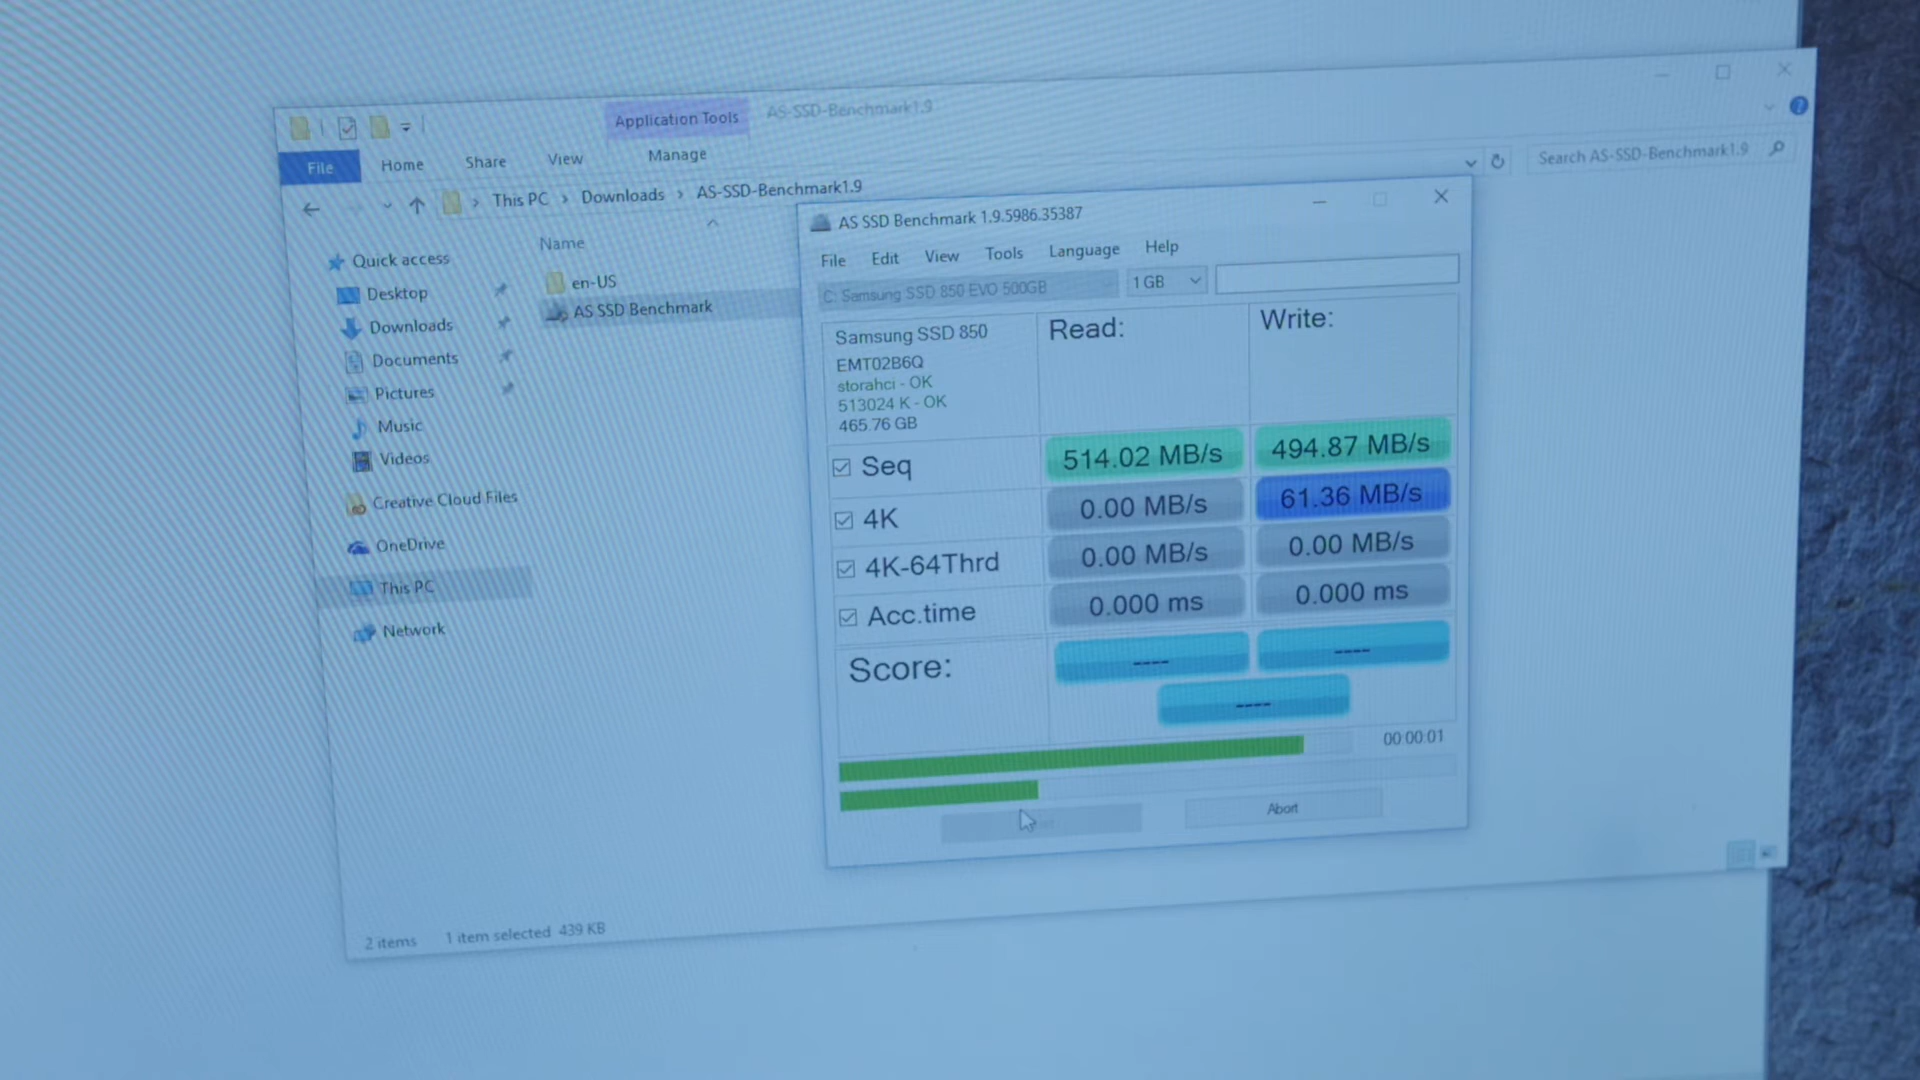 Application Tools
AS-SSD-Benchmark1.9
File
Home
Share
View
Manage
This PC
Downloads
AS-SSD-Benchmark1.9
Search AS-SSD-Benchmark1.9
Name
Quick access
Desktop
Downloads
Documents
Pictures
Music
Videos
Creative Cloud Files
OneDrive
This PC
Network
en-US
AS SSD Benchmark
2 items
1 item selected 439 KB
AS SSD Benchmark 1.9.5986.35387
File
Edit
View
Tools
Language
Help
C: Samsung SSD 850 EVO 500GB
1 GB
Samsung SSD 850
EMT02B6Q
storahci - OK
513024 K - OK
465.76 GB
Read:
Write:
Seq
514.02 MB/s
494.87 MB/s
4K
0.00 MB/s
61.36 MB/s
4K-64Thrd
0.00 MB/s
0.00 MB/s
Acc.time
0.000 ms
0.000 ms
Score:
----
----
----
00:00:01
Abort